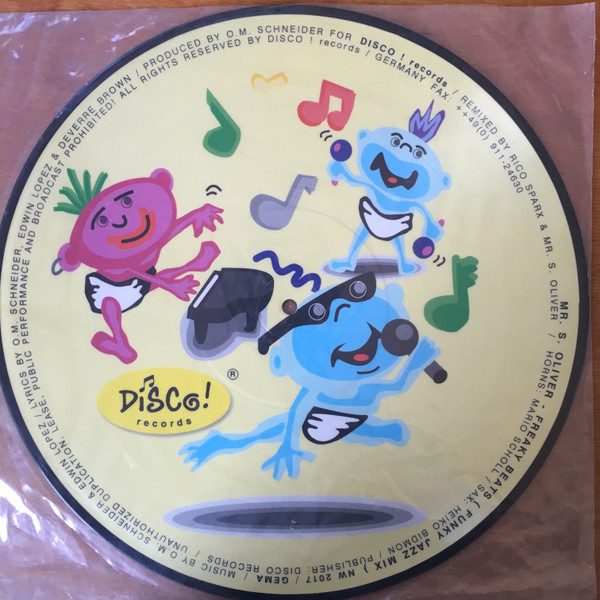 MR. S. OLIVER - FREAKY BEATS ( FUNKY JAZZ MIX ) NW 2017 / GEMA / MUSIC BY O.M. SCHNEIDER & EDWIN LOPEZ / LYRICS BY O.M. SCHNEIDER, EDWIN LOPEZ & DEVERRE BROWN / PRODUCED BY O.M. SCHNEIDER FOR DISCO ! records / REMIXED BY RICO SPARX & MR. S. OLIVER / HORNS: MARIO SCHOLL / SAX: HEIKO BIDMON / PUBLISHER: DISCO RECORDS / UNAUTHORIZED DUPLICATION, LEASE, PUBLIC PERFORMANCE AND BROADCAST PROHIBITED! ALL RIGHTS RESERVED BY DISCO ! records / GERMANY FAX: ++49(0) 911-24630
DiSCo!
records
®